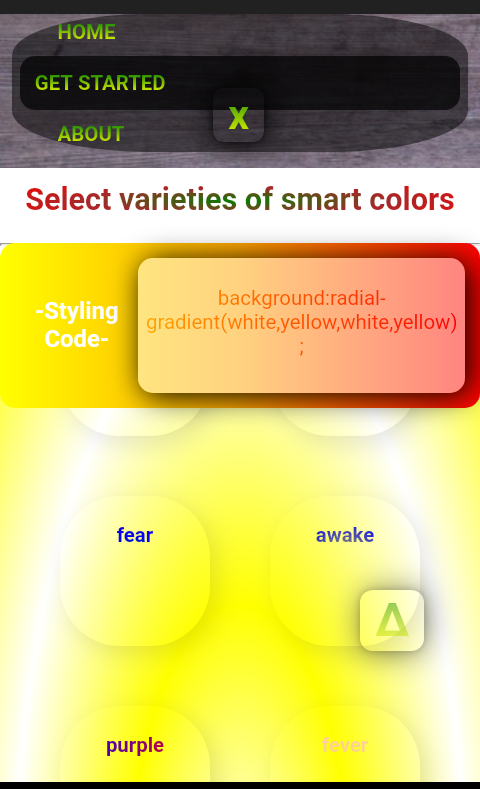 HOME
GET STARTED
X
ABOUT
Select varieties of smart colors
-Styling
Code-
background:radial-
gradient(white,yellow,white,yellow)
;
fear
awake
Δ
purple
fever